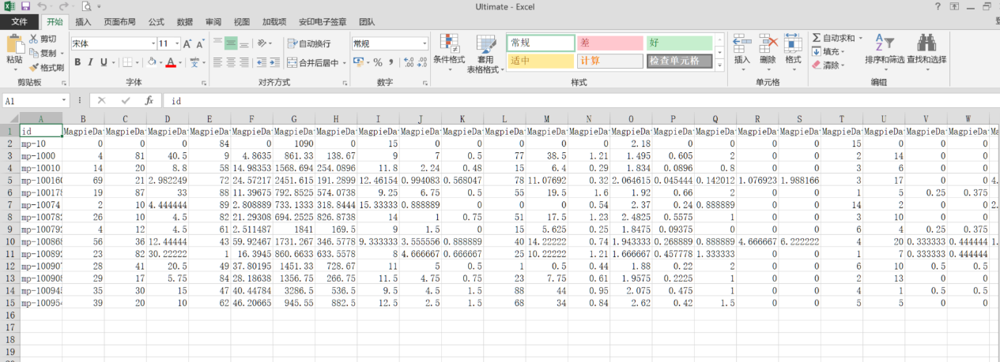 Ultimate - Excel
文件 开始 插入 页面布局 公式 数据 审阅 视图 加载项 安印电子签章 团队
剪切 宋体 11 自动换行 常规 常规 差 好 自动求和
粘贴 复制 条件格式 套用 表格格式 插入 删除 格式 填充 排序和筛选 查找和选择
格式刷 B I U 合并后居中 % 适中 计算 检查单元格 清除
剪贴板 字体 对齐方式 数字 样式 单元格 编辑
A1 fx id
A B C D E F G H I J K L M N O P Q R S T U V W
1 id MagpieDa MagpieDa MagpieDa MagpieDa MagpieDa MagpieDa MagpieDa MagpieDa MagpieDa MagpieDa MagpieDa MagpieDa MagpieDa MagpieDa MagpieDa MagpieDa MagpieDa MagpieDa MagpieDa MagpieDa MagpieDa MagpieDa
2 mp-10 0 0 0 84 0 1090 0 15 0 0 0 0 0 2.18 0 0 0 0 15 0 0 0
3 mp-1000 4 81 40.5 9 4.8635 861.33 138.67 9 7 0.5 77 38.5 1.21 1.495 0.605 2 0 0 2 14 0 0
4 mp-10010 14 20 8.8 58 14.98353 1568.694 254.0896 11.8 2.24 0.48 15 6.4 0.29 1.834 0.0896 0.8 0 0 3 6 0 0
5 mp-10016 69 21 2.982249 72 24.57217 2451.615 191.2899 12.46154 0.994083 0.568047 78 11.07692 0.32 2.064615 0.045444 0.142012 1.076923 1.988166 3 17 0 0 4.
6 mp-10017 19 87 33 88 11.39675 792.8525 574.0738 9.25 6.75 0.5 55 19.5 1.6 1.92 0.66 2 0 0 1 5 0.25 0.375
7 mp-10074 2 10 4.444444 89 2.808889 733.1333 318.8444 15.33333 0.888889 0 0 0 0.54 2.37 0.24 0.888889 0 0 14 2 0 0 2.
8 mp-10078 26 10 4.5 82 21.29308 694.2525 826.8738 14 1 0.75 51 17.5 1.23 2.4825 0.5575 1 0 0 3 10 0 0
9 mp-10079 4 12 4.5 61 2.511487 1841 169.5 9 1.5 0 15 5.625 0.25 1.8475 0.09375 0 0 0 6 4 0.25 0.375
10 mp-10086 56 36 12.44444 43 59.92467 1731.267 346.5778 9.333333 3.555556 0.888889 40 14.22222 0.74 1.943333 0.268889 0.888889 4.666667 6.222222 4 20 0.333333 0.444444 1.
11 mp-10089 23 82 30.22222 1 16.3945 860.6633 633.5778 8 4.666667 0.666667 25 10.22222 1.21 1.666667 0.457778 1.333333 0 0 1 7 0.333333 0.444444
12 mp-10090 28 41 20.5 49 37.80195 1451.33 728.67 11 5 0.5 1 0.5 0.44 1.88 0.22 2 0 0 6 10 0.5 0.5
13 mp-10090 29 17 5.75 84 28.18638 1356.75 266.75 11.5 4.75 0.75 23 7.75 0.61 1.9575 0.2225 1 0 0 2 13 0 0
14 mp-10094 35 30 15 47 40.44784 3286.5 536.5 9.5 4.5 1.5 88 44 0.95 2.075 0.475 1 0 0 4 1 0.5 0.5
15 mp-10095 39 20 10 62 46.20665 945.55 882.5 12.5 2.5 1.5 68 34 0.84 2.62 0.42 1.5 0 0 5 5 0 0
16
17
18
19